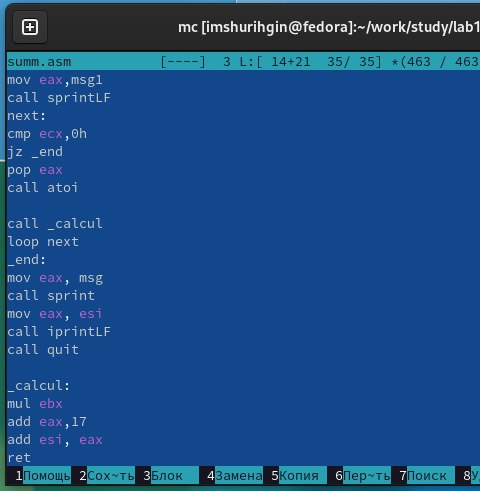 mc [imshurihgin@fedora]:~/work/study/lab1
summ.asm [----] 3 L:[ 14+21 35/ 35] *(463 / 463
mov eax,msg1
call sprintLF
next:
cmp ecx,0h
jz _end
pop eax
call atoi
call _calcul
loop next
_end:
mov eax, msg
call sprint
mov eax, esi
call iprintLF
call quit
_calcul:
mul ebx
add eax,17
add esi, eax
ret
1Помощь 2Сох~ть 3Блок 4Замена 5Копия 6Пер~ть 7Поиск 8У